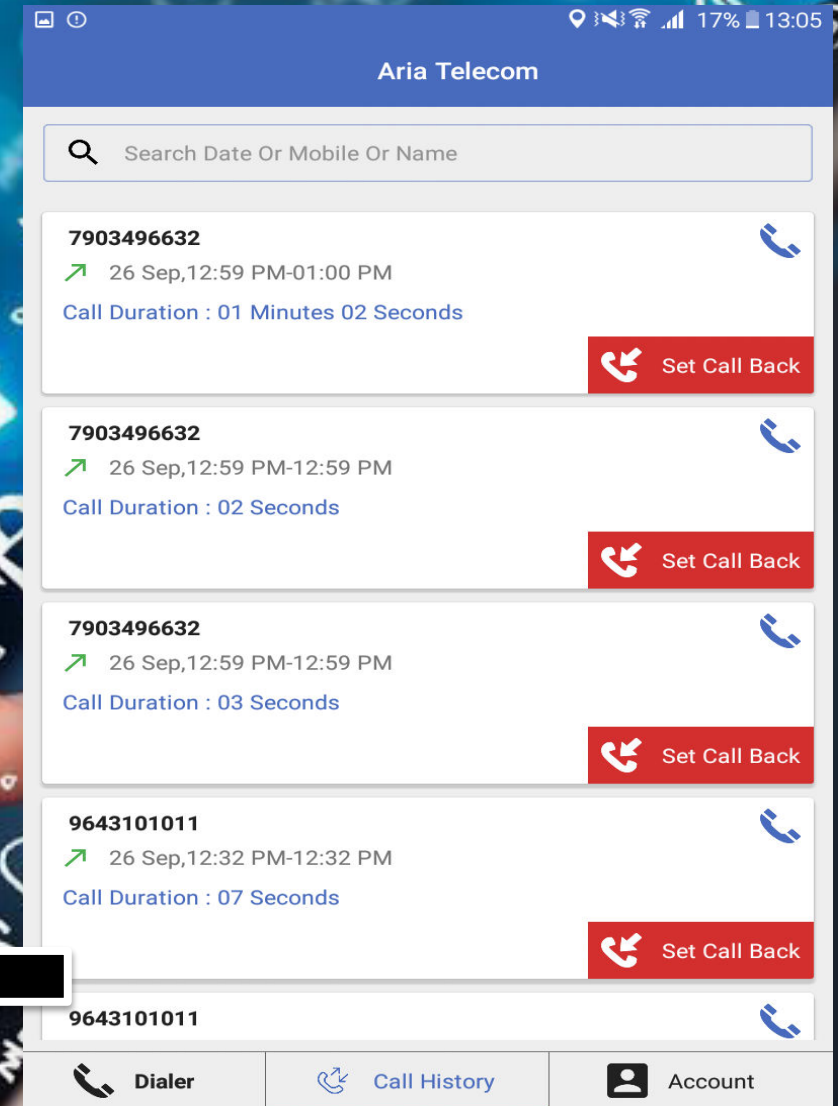 17% 13:05
Aria Telecom
Search Date Or Mobile Or Name
7903496632
26 Sep,12:59 PM-01:00 PM
Call Duration : 01 Minutes 02 Seconds
Set Call Back
7903496632
26 Sep,12:59 PM-12:59 PM
Call Duration : 02 Seconds
Set Call Back
7903496632
26 Sep,12:59 PM-12:59 PM
Call Duration : 03 Seconds
Set Call Back
9643101011
26 Sep,12:32 PM-12:32 PM
Call Duration : 07 Seconds
Set Call Back
9643101011
Dialer Call History Account